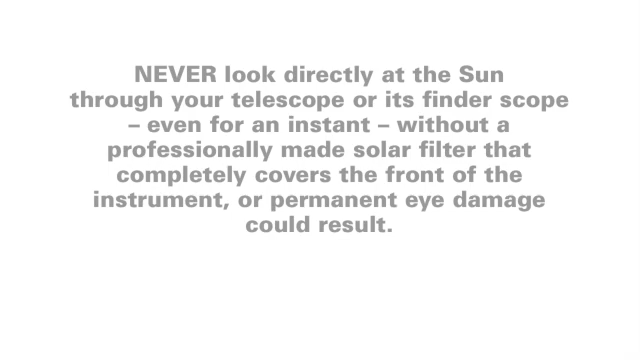 NEVER look directly at the Sun
through your telescope or its finder scope
– even for an instant – without a
professionally made solar filter that
completely covers the front of the
instrument, or permanent eye damage
could result.